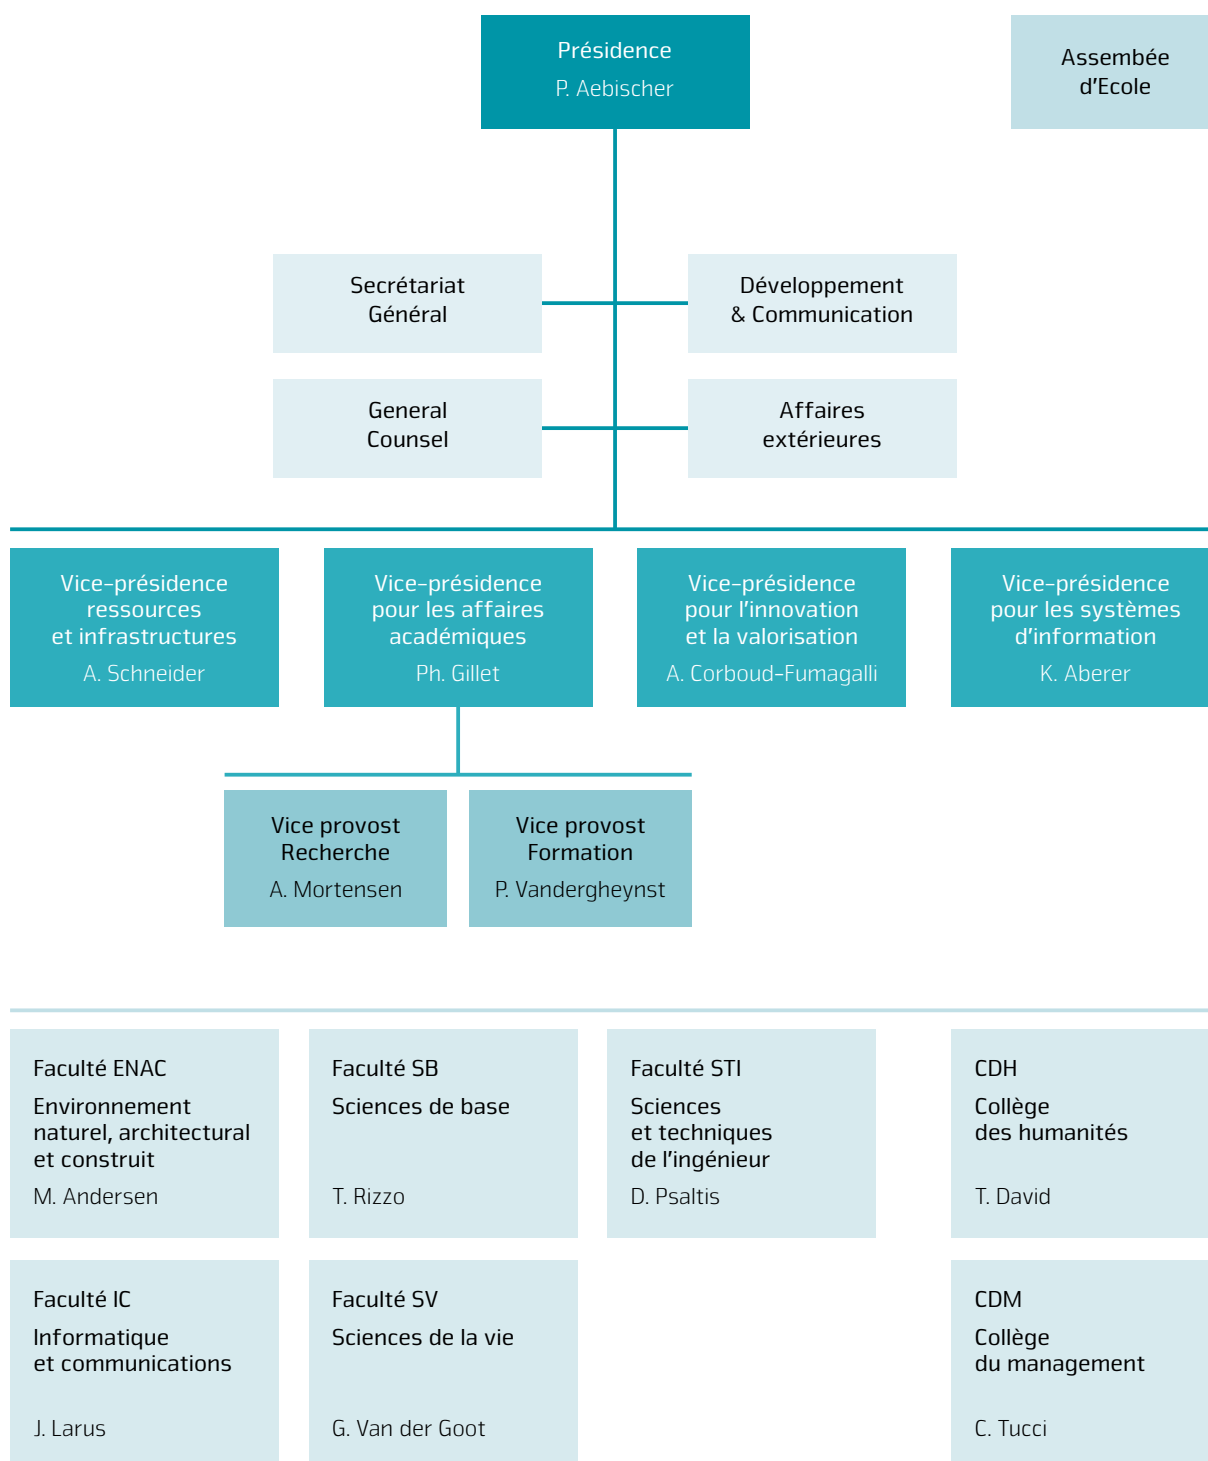 Présidence
P. Aebischer
Assembée
d'Ecole
Secrétariat
Général
Développement
& Communication
General
Counsel
Affaires
extérieures
Vice-présidence
ressources
et infrastructures
A. Schneider
Vice-présidence
pour les affaires
académiques
Ph. Gillet
Vice-présidence
pour l'innovation
et la valorisation
A. Corboud-Fumagalli
Vice-présidence
pour les systèmes
d'information
K. Aberer
Vice provost
Recherche
A. Mortensen
Vice provost
Formation
P. Vandergheynst
Faculté ENAC
Environnement
naturel, architectural
et construit
M. Andersen
Faculté SB
Sciences de base
T. Rizzo
Faculté STI
Sciences
et techniques
de l'ingénieur
D. Psaltis
CDH
Collège
des humanités
T. David
Faculté IC
Informatique
et communications
J. Larus
Faculté SV
Sciences de la vie
G. Van der Goot
CDM
Collège
du management
C. Tucci